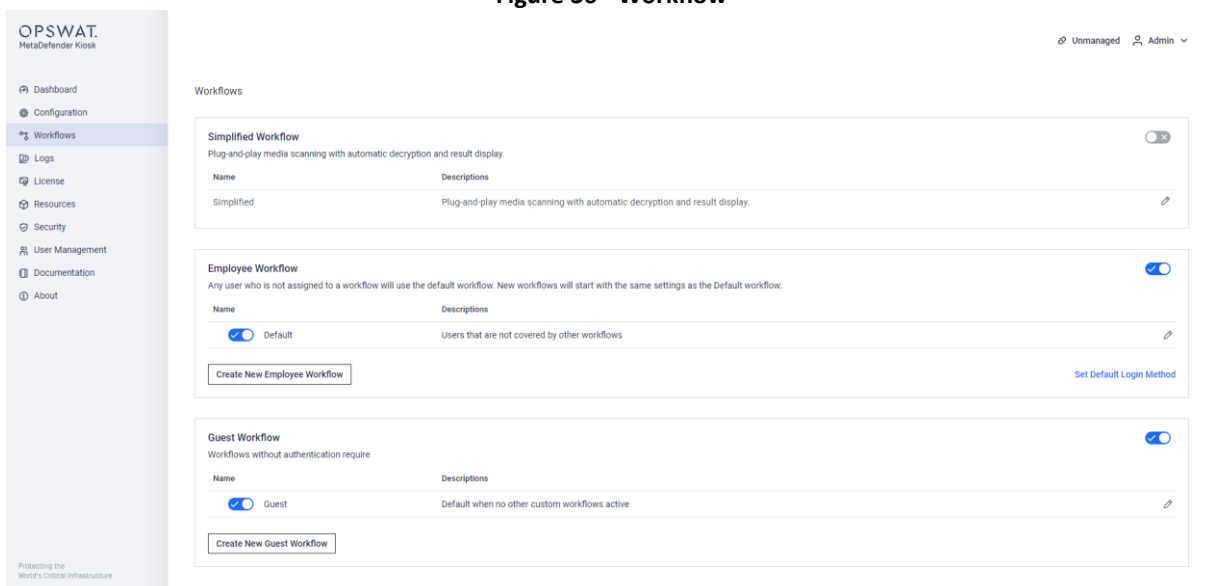 OPSWAT.
MetaDefender Kiosk
Unmanaged Admin
Dashboard
Configuration
Workflows
Logs
License
Resources
Security
User Management
Documentation
About
Protecting the
World's Critical Infrastructure
Workflows
Simplified Workflow
Plug-and-play media scanning with automatic decryption and result display.
Name Descriptions
Simplified Plug-and-play media scanning with automatic decryption and result display.
Employee Workflow
Any user who is not assigned to a workflow will use the default workflow. New workflows will start with the same settings as the Default workflow.
Name Descriptions
Default Users that are not covered by other workflows
Create New Employee Workflow Set Default Login Method
Guest Workflow
Workflows without authentication require
Name Descriptions
Guest Default when no other custom workflows active
Create New Guest Workflow